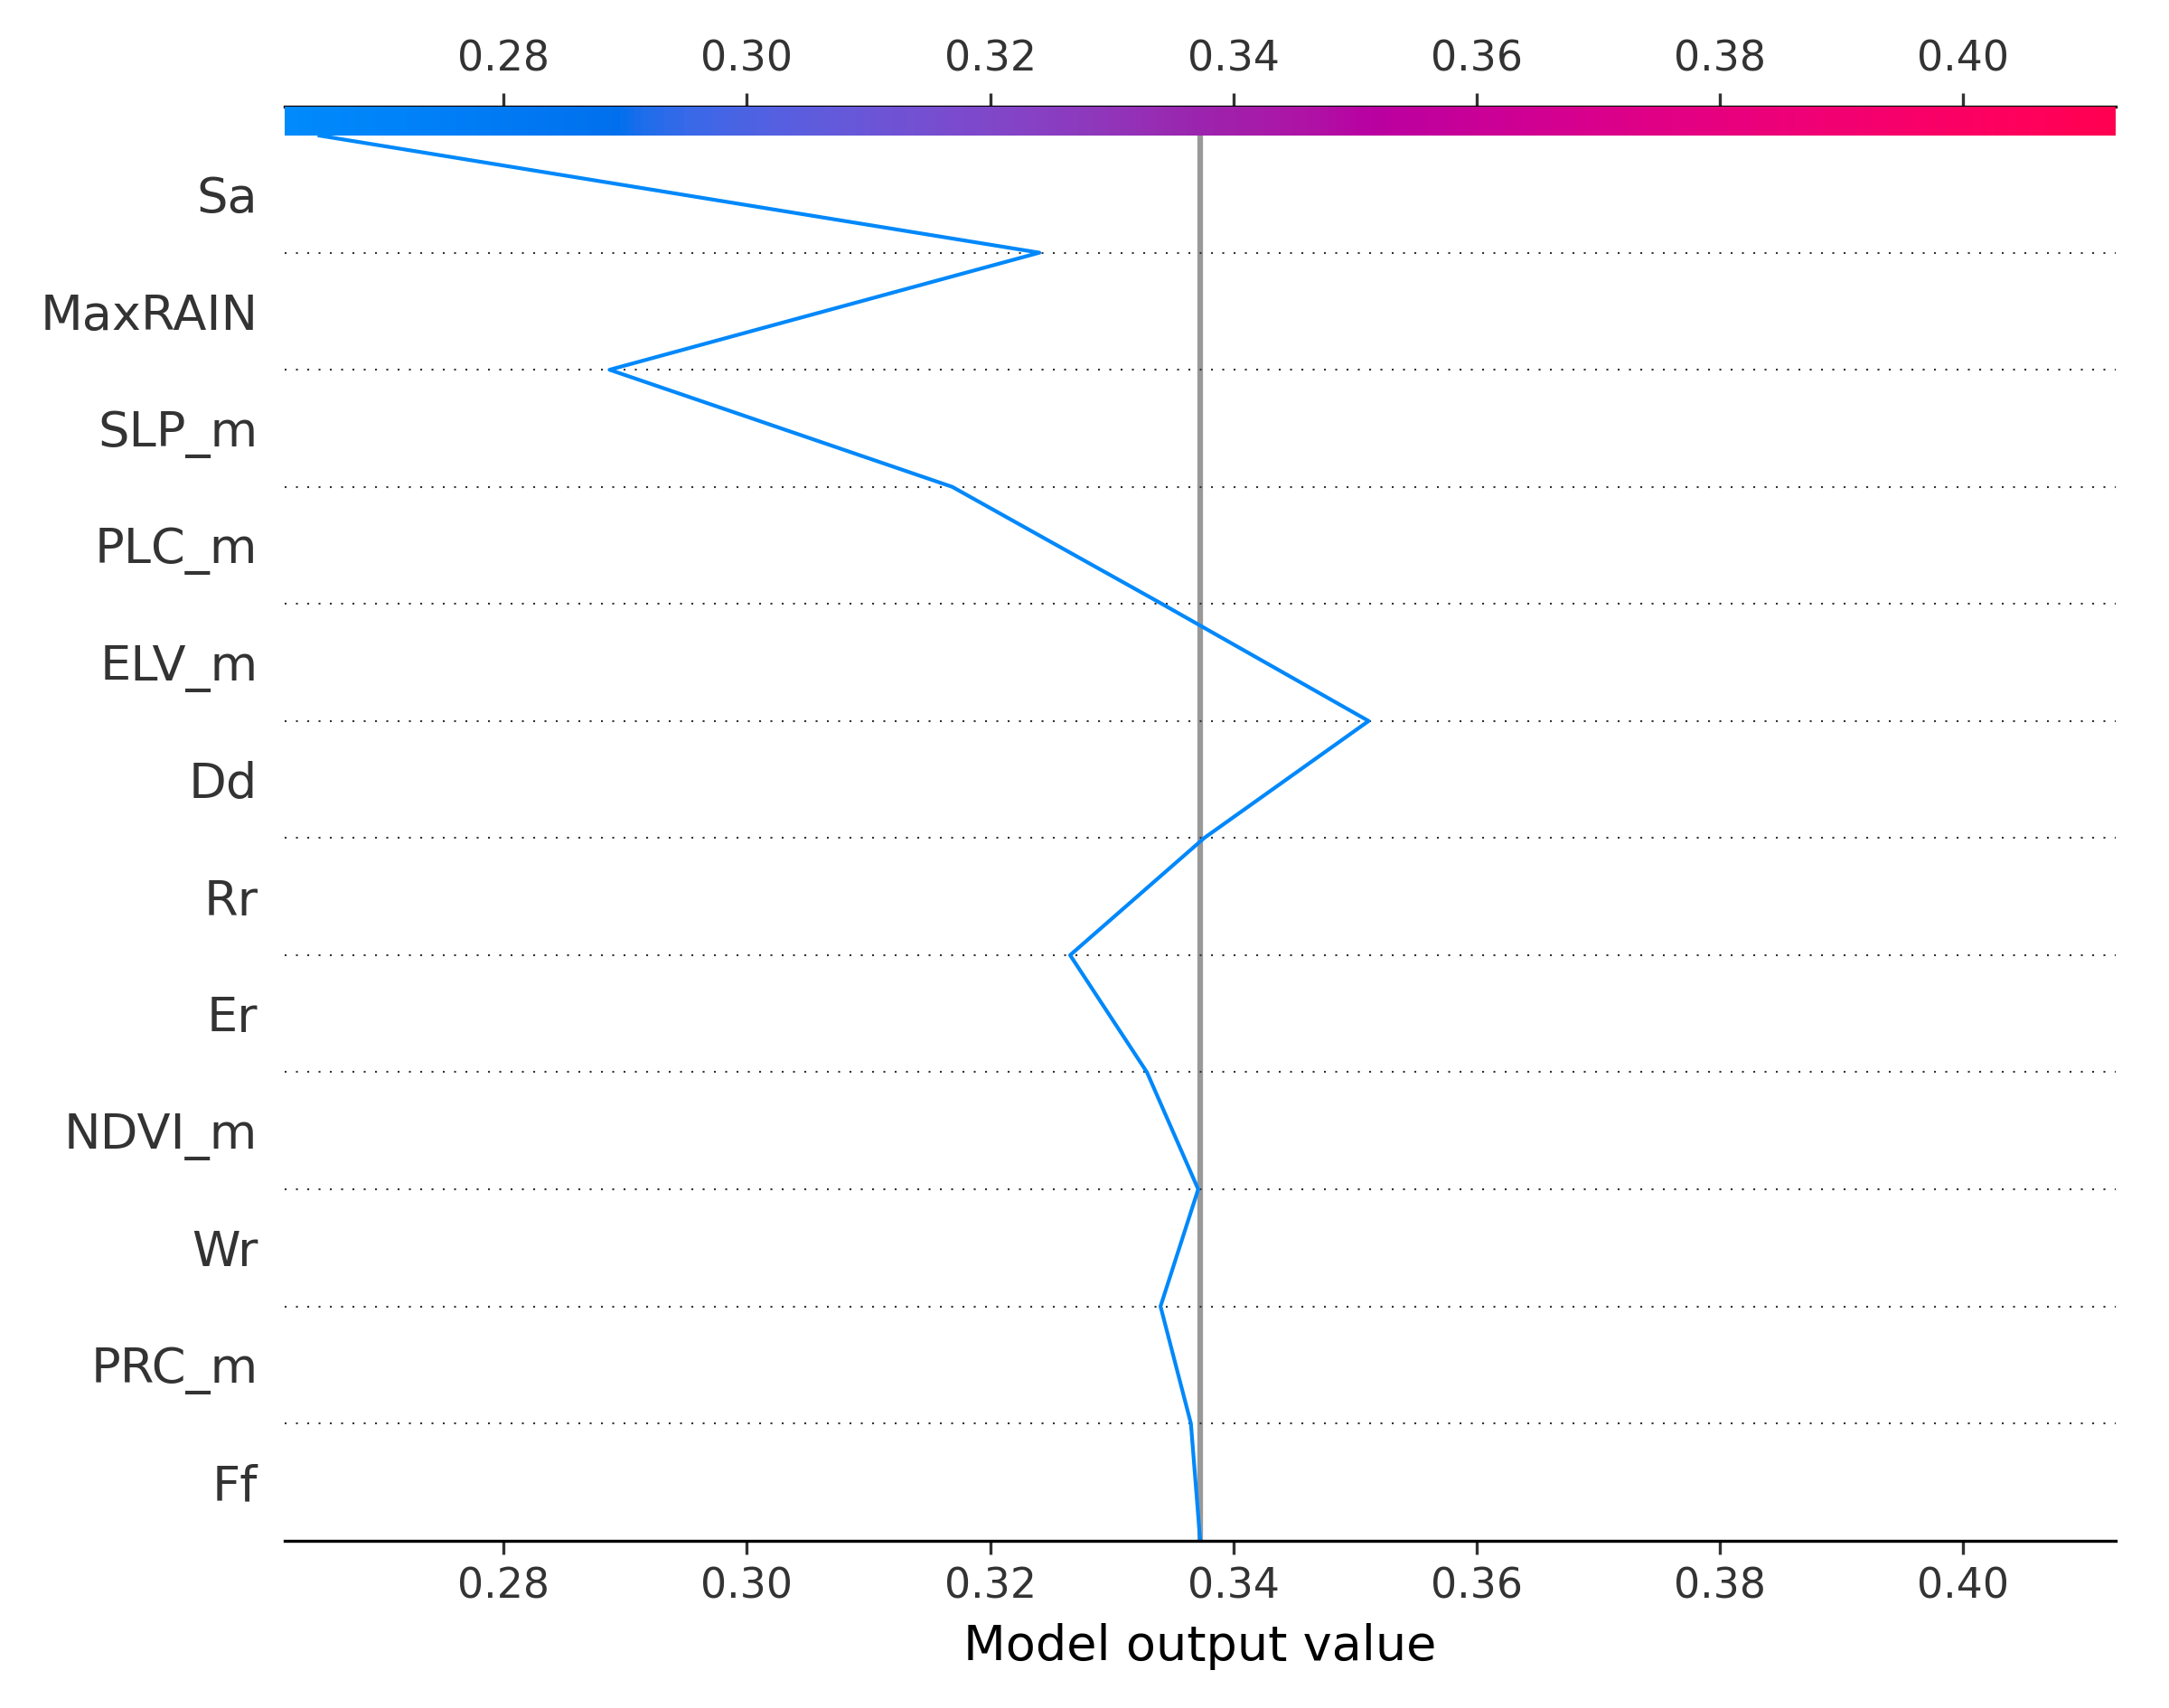 0.28 0.30 0.32 0.34 0.36 0.38 0.40
Sa
MaxRAIN
SLP_m
PLC_m
ELV_m
Dd
Rr
Er
NDVI_m
Wr
PRC_m
Ff
0.28 0.30 0.32 0.34 0.36 0.38 0.40
Model output value